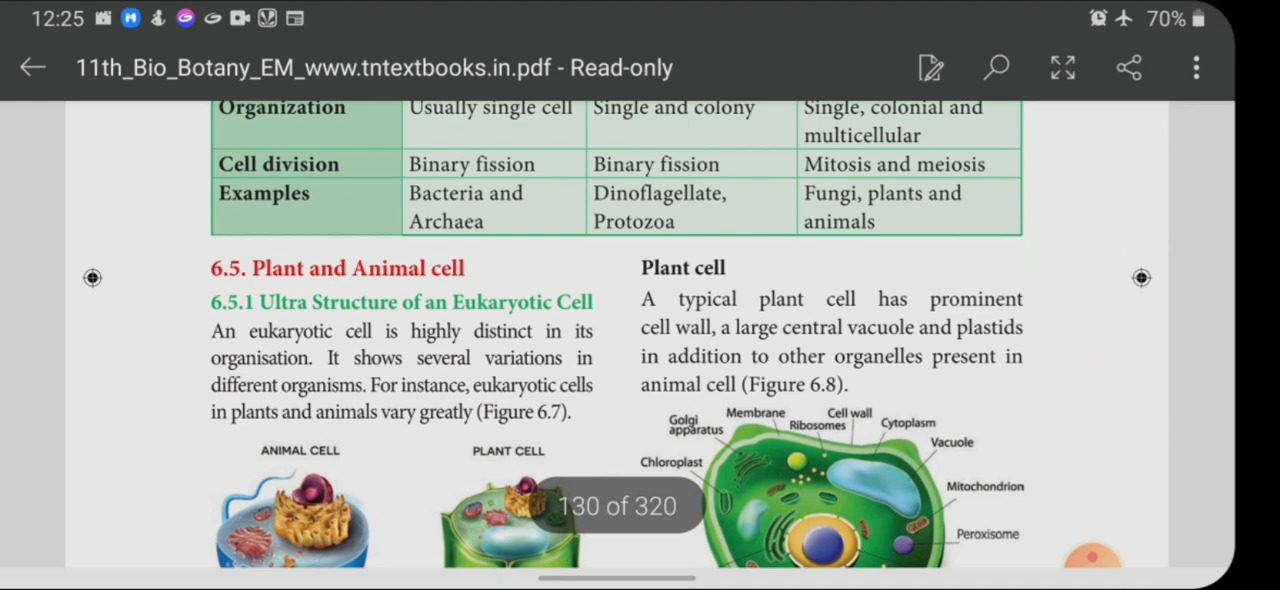 12:25
70%
11th_Bio_Botany_EM_www.tntextbooks.in.pdf - Read-only
Organization Usually single cell Single and colony Single, colonial and
multicellular
Cell division Binary fission Binary fission Mitosis and meiosis
Examples Bacteria and Dinoflagellate, Fungi, plants and
Archaea Protozoa animals
6.5. Plant and Animal cell
6.5.1 Ultra Structure of an Eukaryotic Cell
An eukaryotic cell is highly distinct in its
organisation. It shows several variations in
different organisms. For instance, eukaryotic cells
in plants and animals vary greatly (Figure 6.7).
ANIMAL CELL PLANT CELL
Plant cell
A typical plant cell has prominent
cell wall, a large central vacuole and plastids
in addition to other organelles present in
animal cell (Figure 6.8).
Golgi
apparatus
Membrane
Ribosomes
Cell wall
Cytoplasm
Vacuole
Chloroplast
Mitochondrion
Peroxisome
130 of 320